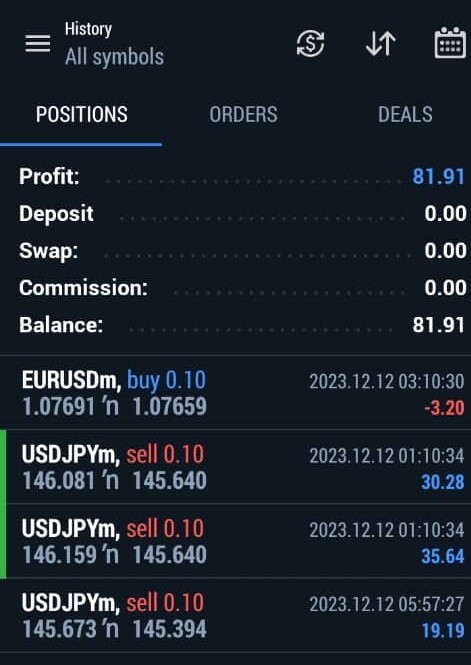 History
All symbols
POSITIONS ORDERS DEALS
Profit: 81.91
Deposit 0.00
Swap: 0.00
Commission: 0.00
Balance: 81.91
EURUSDm, buy 0.10 2023.12.12 03:10:30
1.07691 ’n 1.07659 -3.20
USDJPYm, sell 0.10 2023.12.12 01:10:34
146.081 ’n 145.640 30.28
USDJPYm, sell 0.10 2023.12.12 01:10:34
146.159 ’n 145.640 35.64
USDJPYm, sell 0.10 2023.12.12 05:57:27
145.673 ’n 145.394 19.19